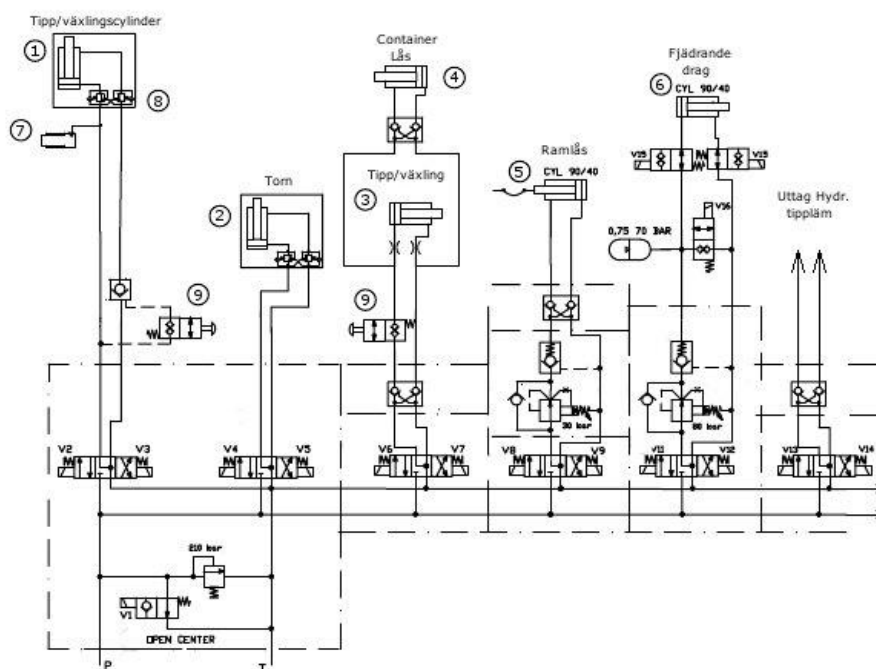 Tipp/växlingscylinder
1
8
7
Container
Lås
4
Fjädrande
drag
6
CYL 90/40
V15
V15
V16
0,75 70 BAR
Ramlås
CYL 90/40
5
Tipp/växling
3
Torn
2
Uttag Hydr.
tippläm
9
9
30 bar
80 bar
V2
V3
V4
V5
V6
V7
V8
V9
V11
V12
V13
V14
210 bar
V1
OPEN CENTER
P
T